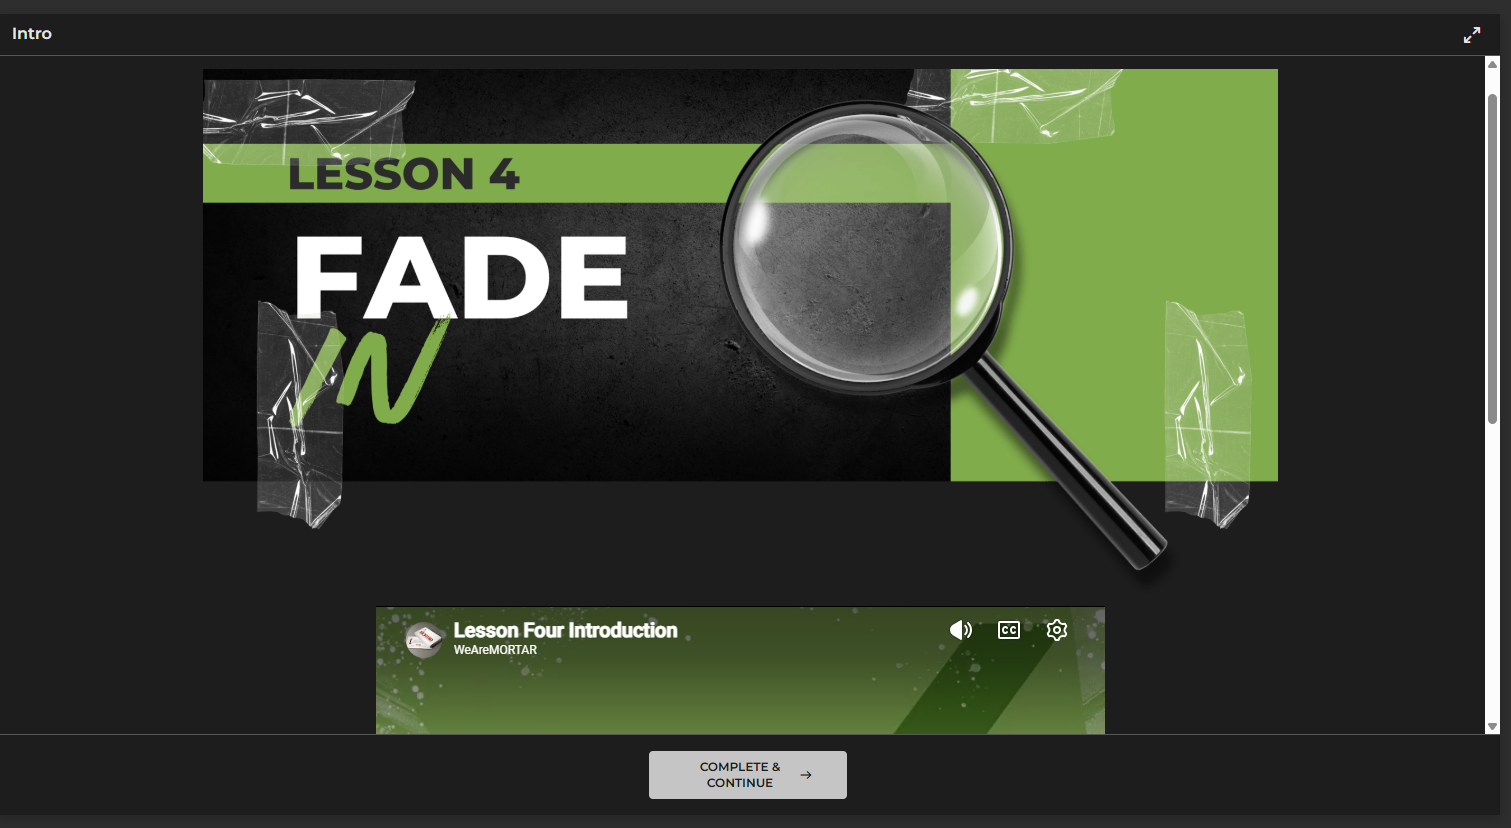 Intro
LESSON 4
FADE
IN
Lesson Four Introduction
WeAreMORTAR
CC
COMPLETE &
CONTINUE →